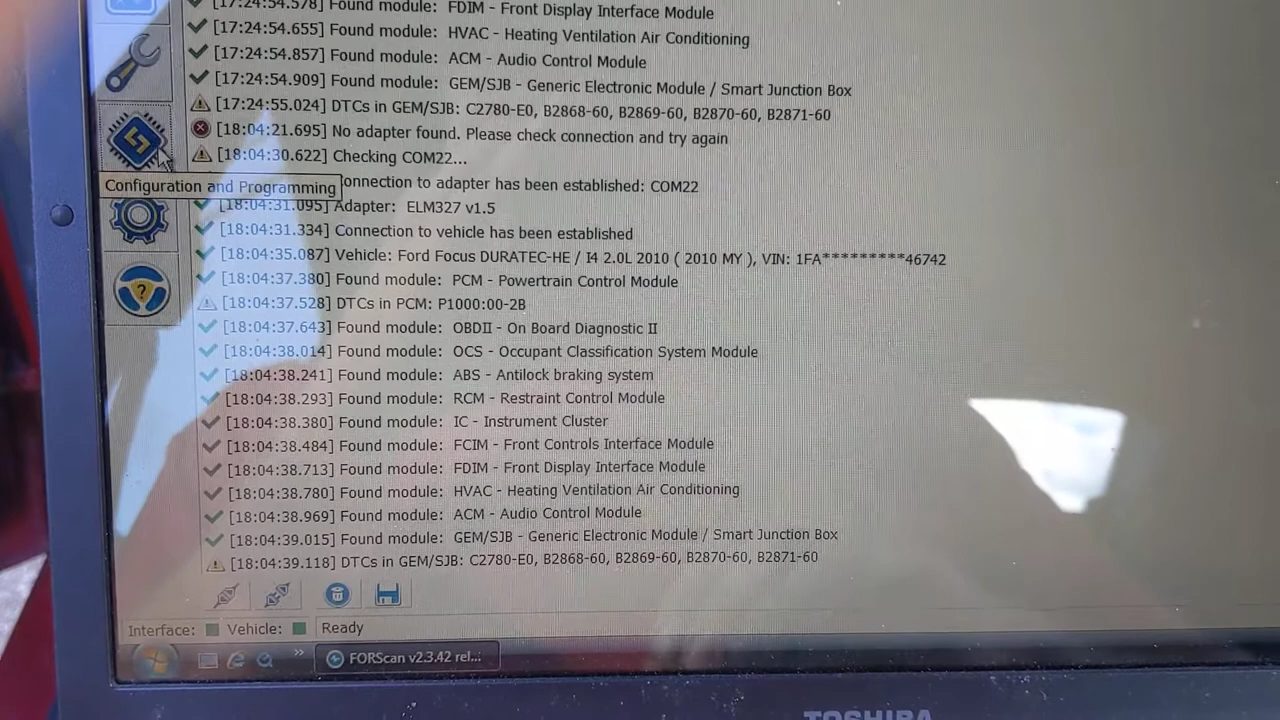 [17:24:54.578] Found module: FDIM - Front Display Interface Module
[17:24:54.655] Found module: HVAC - Heating Ventilation Air Conditioning
[17:24:54.857] Found module: ACM - Audio Control Module
[17:24:54.909] Found module: GEM/SJB - Generic Electronic Module / Smart Junction Box
[17:24:55.024] DTCs in GEM/SJB: C2780-E0, B2868-60, B2869-60, B2870-60, B2871-60
[18:04:21.695] No adapter found. Please check connection and try again
[18:04:30.622] Checking COM22...
Configuration and Programming
onnection to adapter has been established: COM22
[18:04:31.095] Adapter: ELM327 v1.5
[18:04:31.334] Connection to vehicle has been established
[18:04:35.087] Vehicle: Ford Focus DURATEC-HE / I4 2.0L 2010 ( 2010 MY ), VIN: 1FA*********46742
[18:04:37.380] Found module: PCM - Powertrain Control Module
[18:04:37.528] DTCs in PCM: P1000:00-2B
[18:04:37.643] Found module: OBDII - On Board Diagnostic II
[18:04:38.014] Found module: OCS - Occupant Classification System Module
[18:04:38.241] Found module: ABS - Antilock braking system
[18:04:38.293] Found module: RCM - Restraint Control Module
[18:04:38.380] Found module: IC - Instrument Cluster
[18:04:38.484] Found module: FCIM - Front Controls Interface Module
[18:04:38.713] Found module: FDIM - Front Display Interface Module
[18:04:38.780] Found module: HVAC - Heating Ventilation Air Conditioning
[18:04:38.969] Found module: ACM - Audio Control Module
[18:04:39.015] Found module: GEM/SJB - Generic Electronic Module / Smart Junction Box
[18:04:39.118] DTCs in GEM/SJB: C2780-E0, B2868-60, B2869-60, B2870-60, B2871-60
Interface: Vehicle: Ready
FORScan v2.3.42 rel...
TOSHIBA